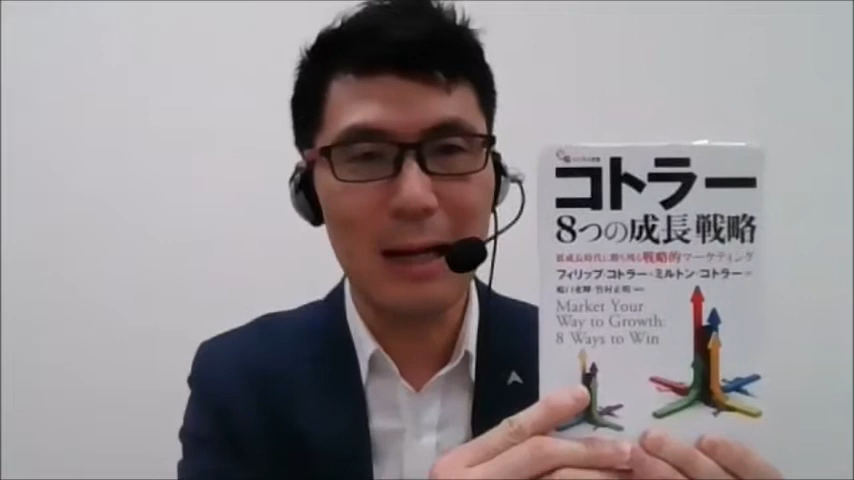 コトラー
8つの成長戦略
低成長時代に勝ち残る戦略的マーケティング
フィリップ・コトラー＋ミルトン・コトラー
Market Your
Way to Growth:
8 Ways to Win